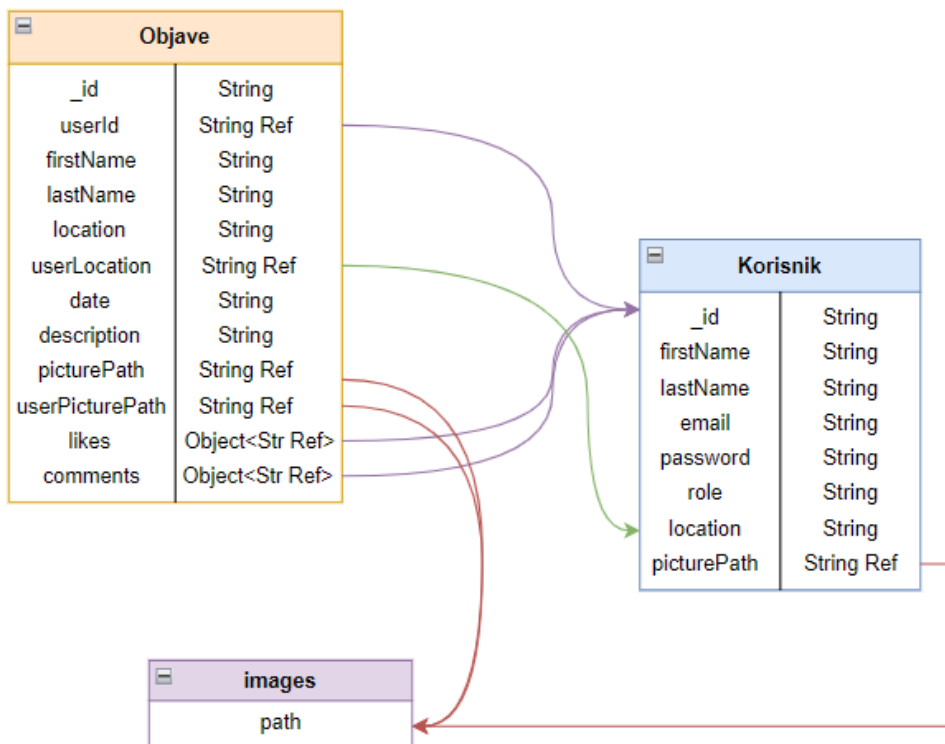 Objave
_id String
userId String Ref
firstName String
lastName String
location String
userLocation String Ref
date String
description String
picturePath String Ref
userPicturePath String Ref
likes Object<Str Ref>
comments Object<Str Ref>
Korisnik
_id String
firstName String
lastName String
email String
password String
role String
location String
picturePath String Ref
images
path